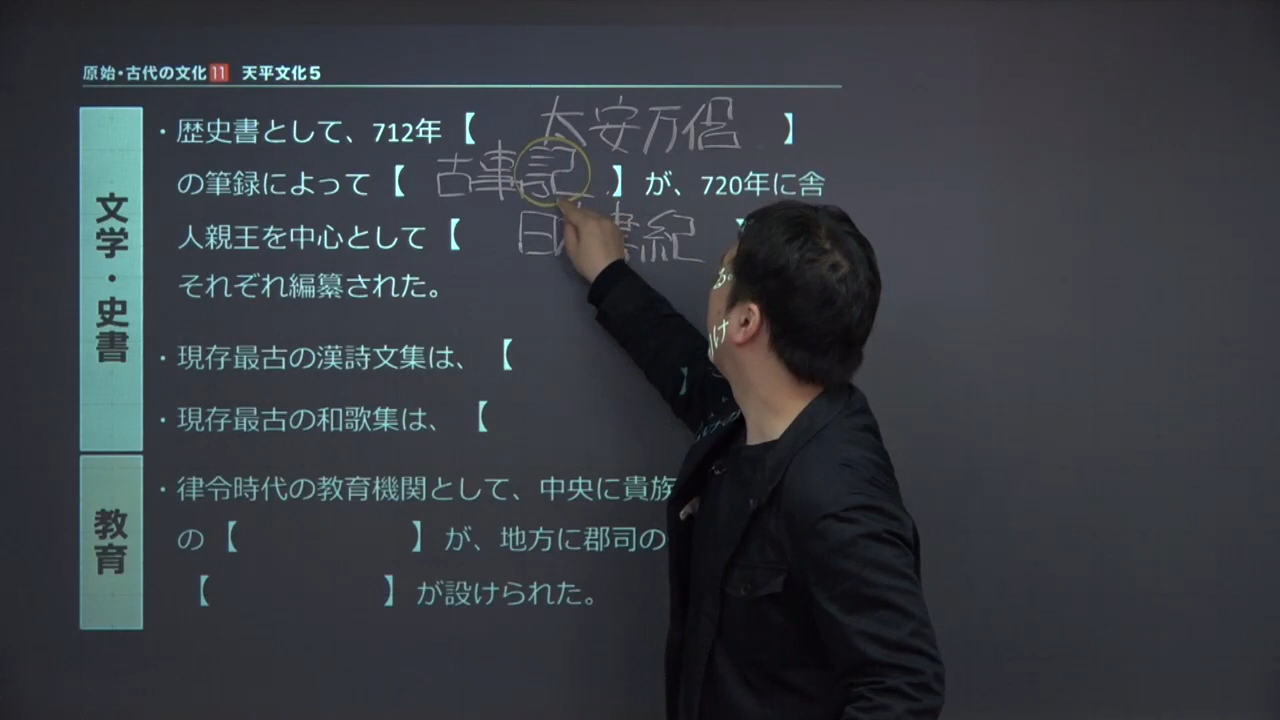 原始・古代の文化11 天平文化5
文学・史書
・歴史書として、712年【 太安万侶 】
の筆録によって【 古事記 】が、720年に舎
人親王を中心として【 日本書紀
それぞれ編纂された。
・現存最古の漢詩文集は、【
・現存最古の和歌集は、【
教育
・律令時代の教育機関として、中央に貴族
の【 】が、地方に郡司の
【 】が設けられた。